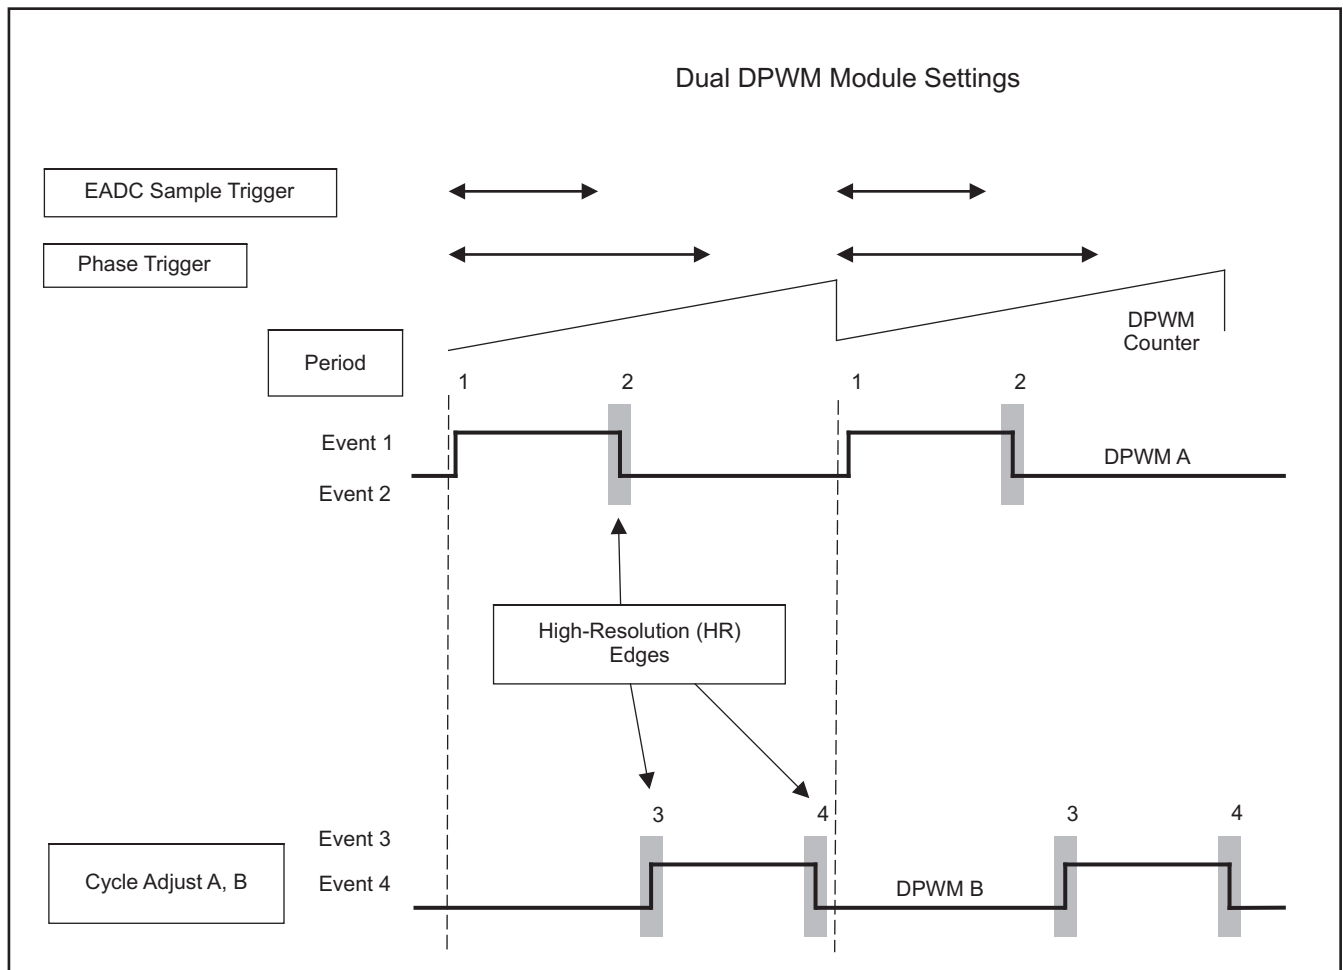 Dual DPWM Module Settings
EADC Sample Trigger
Phase Trigger
DPWM
Counter
Period
1
2
1
2
Event 1
DPWM A
Event 2
High-Resolution (HR)
Edges
3
4
3
4
Event 3
Cycle Adjust A, B
Event 4
DPWM B